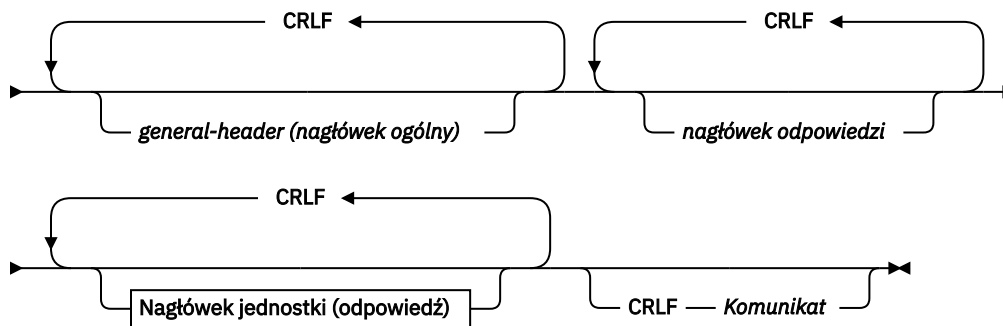 CRLF
CRLF
general-header (nagłówek ogólny)
nagłówek odpowiedzi
CRLF
Nagłówek jednostki (odpowiedź)
CRLF
Komunikat